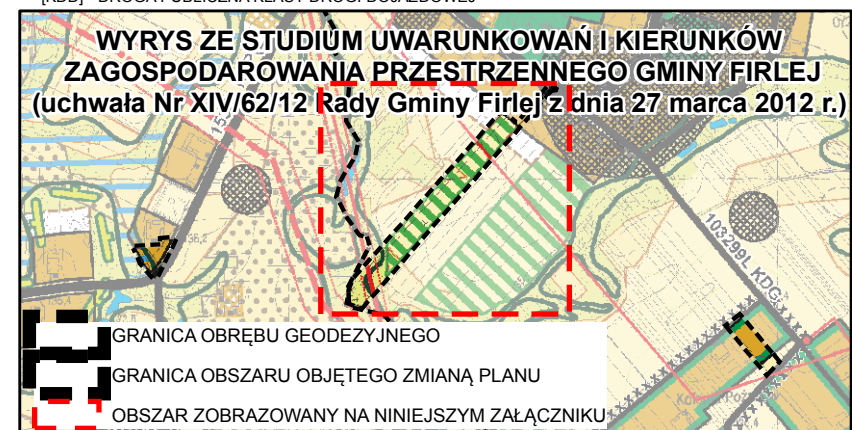 WYRYS ZE STUDIUM UWARUNKOWAŃ I KIERUNKÓW
ZAGOSPODAROWANIA PRZESTRZENNEGO GMINY FIRLEJ
(uchwała Nr XIV/62/12 Rady Gminy Firlej z dnia 27 marca 2012 r.)
103299L KDG
GRANICA OBRĘBU GEODEZYJNEGO
GRANICA OBSZARU OBJĘTEGO ZMIANĄ PLANU
OBSZAR ZOBRAZOWANY NA NINIEJSZYM ZAŁĄCZNIKU